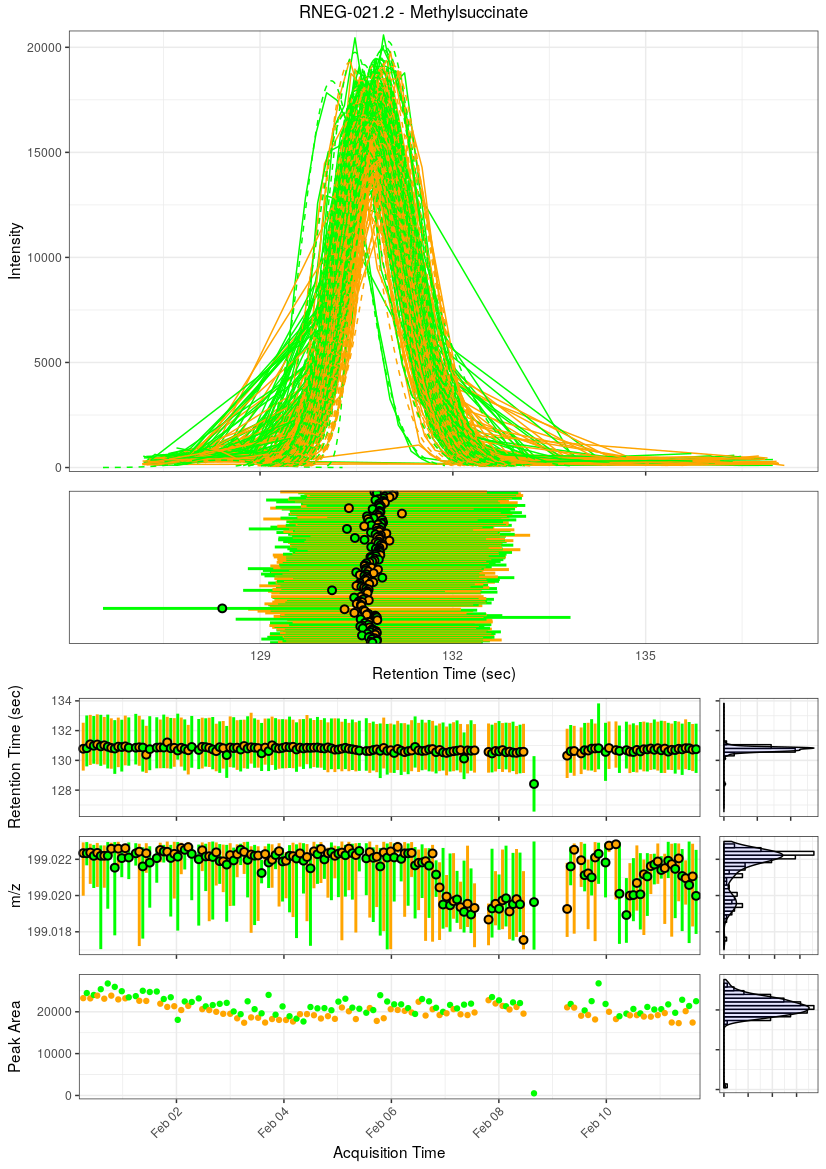 RNEG-021.2 - Methylsuccinate
20000
15000
10000
5000
0
Intensity
129
132
135
Retention Time (sec)
134
132
130
128
Retention Time (sec)
199.022
199.020
199.018
m/z
20000
10000
0
Peak Area
Feb 02
Feb 04
Feb 06
Feb 08
Feb 10
Acquisition Time